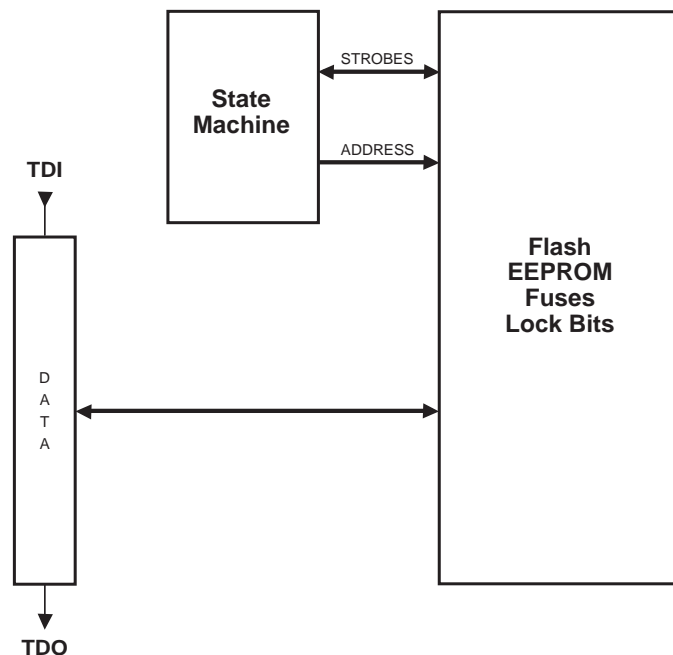 STROBES
State
Machine
ADDRESS
TDI
Flash
EEPROM
Fuses
Lock Bits
D
A
T
A
TDO